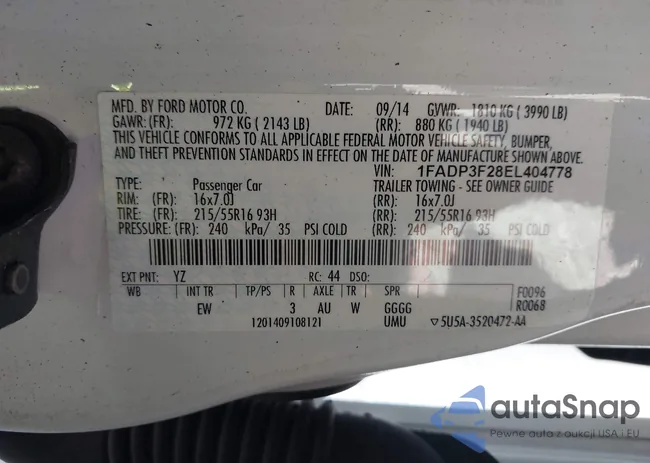 MFD. BY FORD MOTOR CO. DATE: 09/14 GVWR: 1810 KG ( 3990 LB)
GAWR: (FR): 972 KG ( 2143 LB) (RR): 880 KG ( 1940 LB)
THIS VEHICLE CONFORMS TO ALL APPLICABLE FEDERAL MOTOR VEHICLE SAFETY, BUMPER,
AND THEFT PREVENTION STANDARDS IN EFFECT ON THE DATE OF MANUFACTURE SHOWN ABOVE.
VIN: 1FADP3F28EL404778
TYPE: Passenger Car TRAILER TOWING - SEE OWNER GUIDE
RIM: (FR): 16x7.0J (RR): 16x7.0J
TIRE: (FR): 215/55R16 93H (RR): 215/55R16 93H
PRESSURE: (FR): 240 kPa/ 35 PSI COLD (RR): 240 kPa/ 35 PSI COLD
EXT PNT: YZ RC: 44 DSO:
WB INT TR TP/PS R AXLE TR SPR F0096
EW 3 AU W GGGG R0068
1201409108121 UMU ▽5U5A-3520472-AA
autoSnap
Pewne auta z aukcji USA i EU